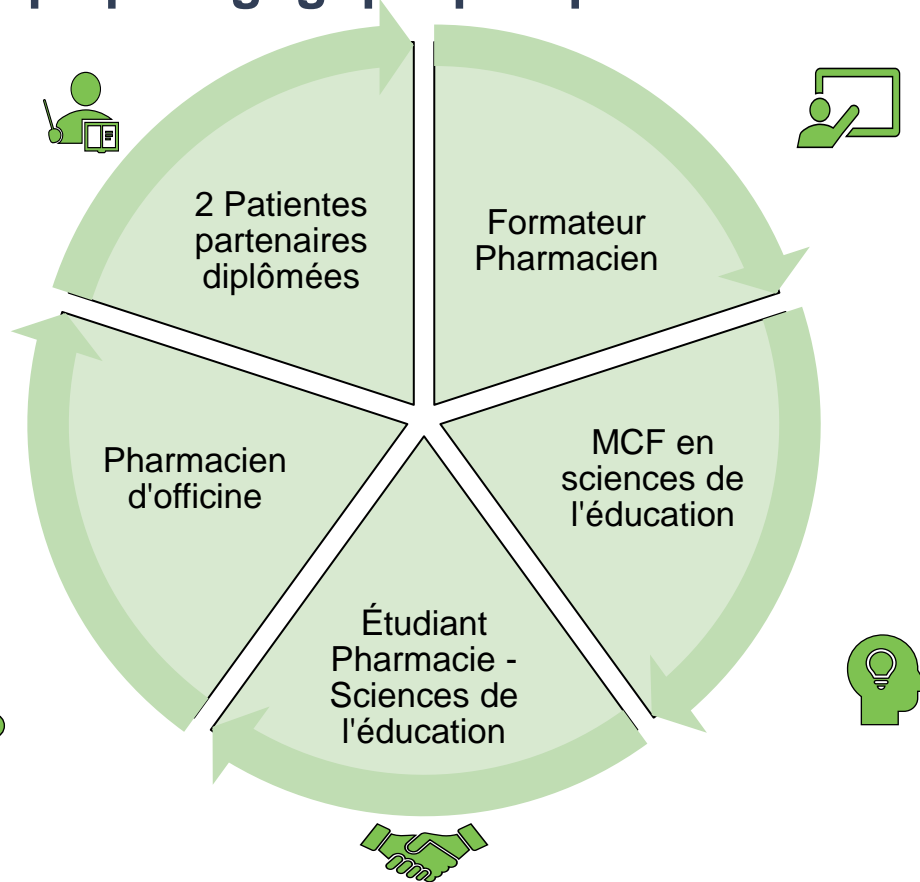 2 Patientes
partenaires
diplômées
Formateur
Pharmacien
MCF en
sciences de
l'éducation
Étudiant
Pharmacie -
Sciences de
l'éducation
Pharmacien
d'officine